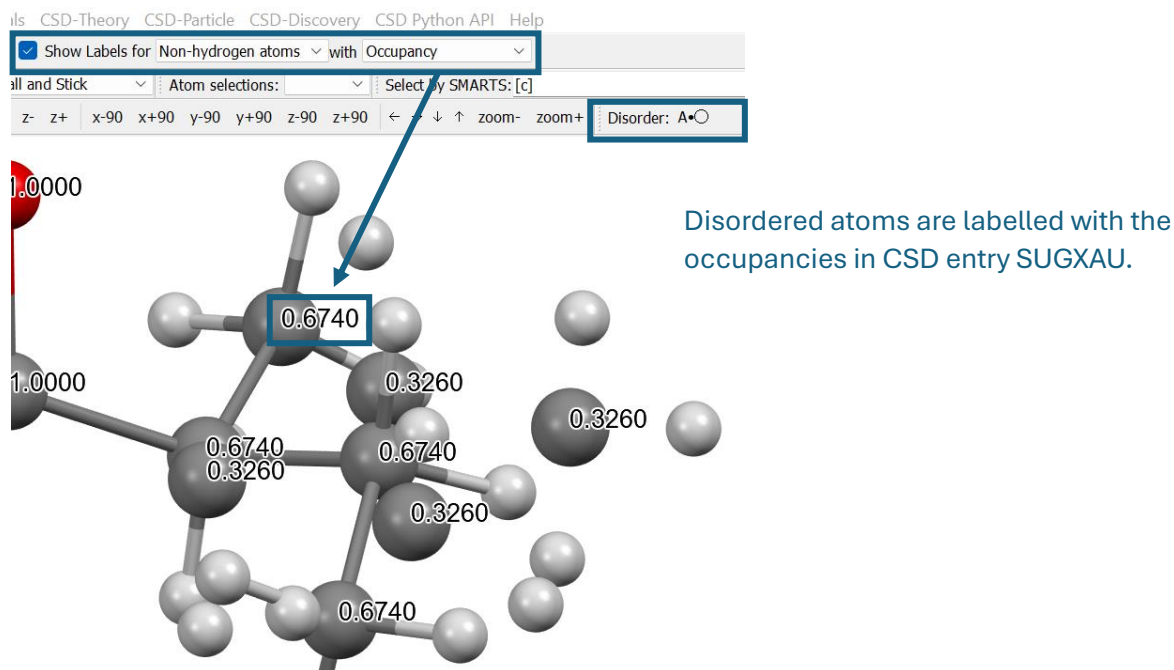 CSD-Theory CSD-Particle CSD-Discovery CSD Python API Help
Show Labels for Non-hydrogen atoms with Occupancy
and Stick Atom selections: Select by SMARTS: [c]
z- z+ x-90 x+90 y-90 y+90 z-90 z+90 ← → ↓ ↑ zoom- zoom+ Disorder: A•○
1.0000
Disordered atoms are labelled with the
occupancies in CSD entry SUGXAU.
0.6740
1.0000
0.3260
0.3260
0.6740
0.6740
0.3260
0.3260
0.6740